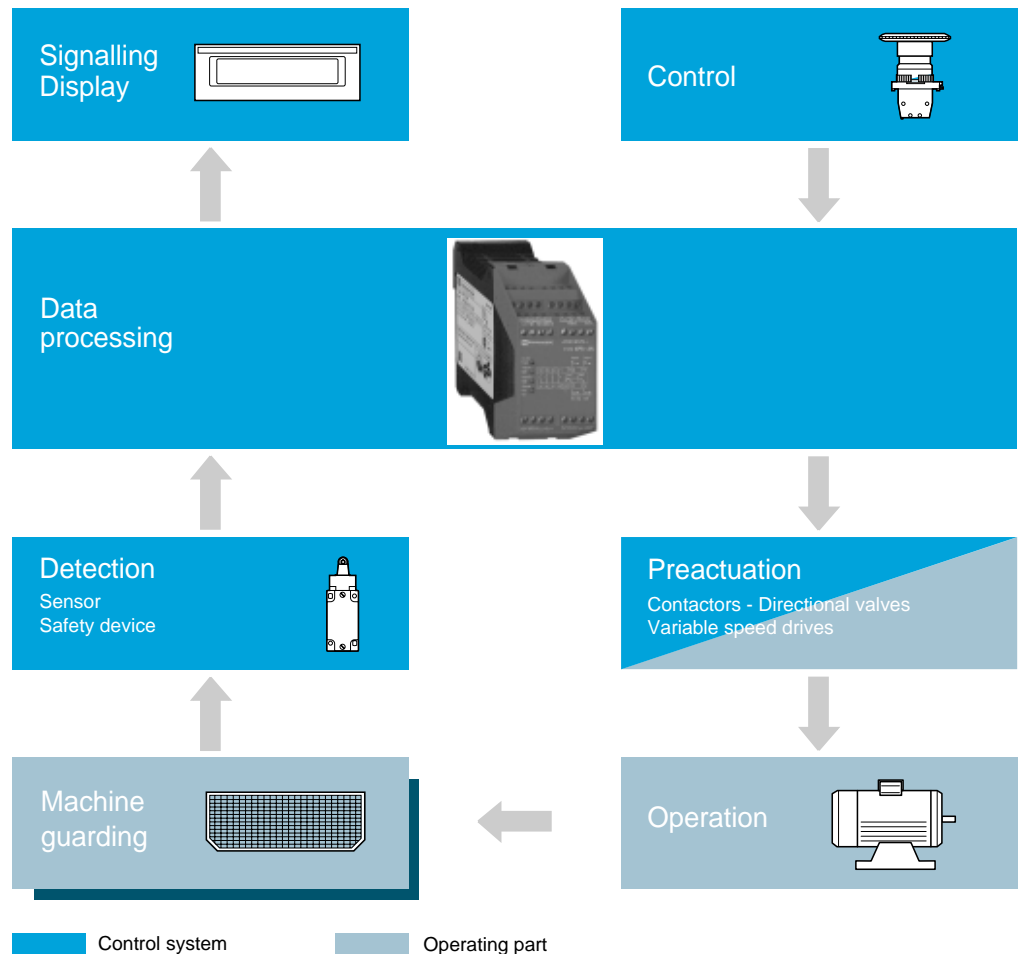 Signalling
Display
Control
Data
processing
Detection
Sensor
Safety device
Preactuation
Contactors - Directional valves
Variable speed drives
Machine
guarding
Operation
Control system
Operating part